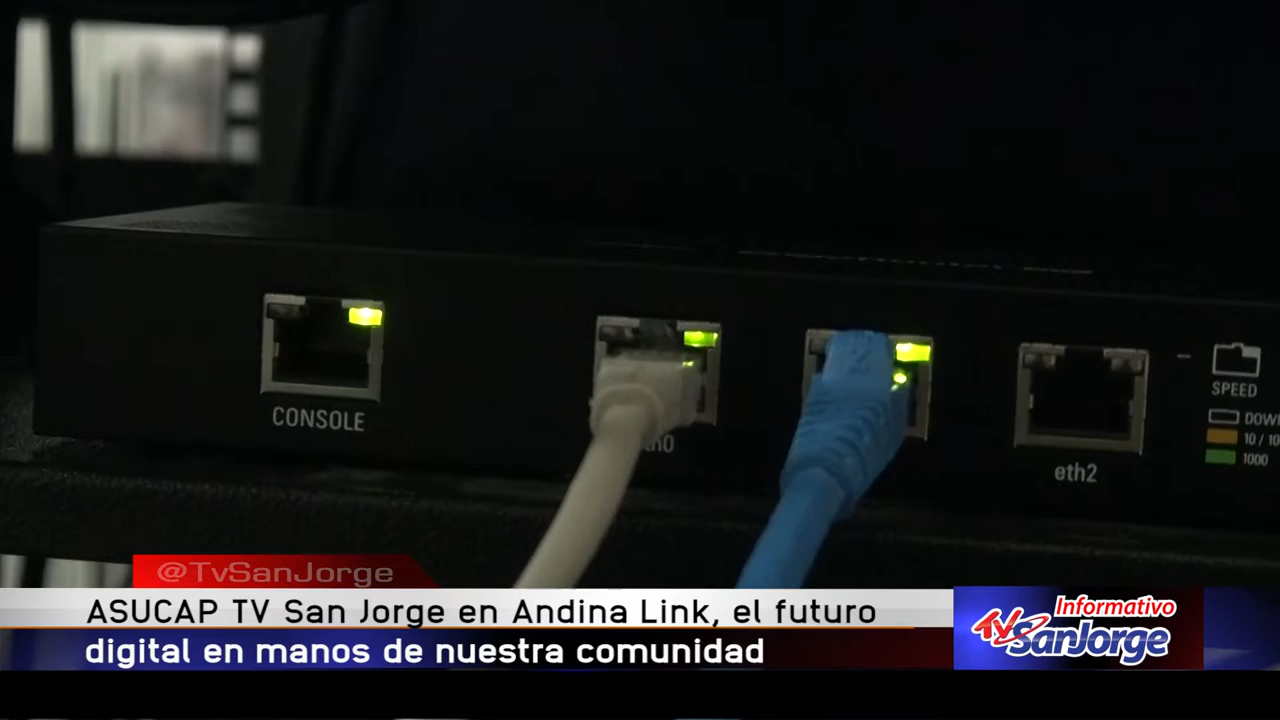 CONSOLE
eth2
SPEED
1000
@TvSanJorge
ASUCAP TV San Jorge en Andina Link, el futuro
digital en manos de nuestra comunidad
Informativo
TV SanJorge